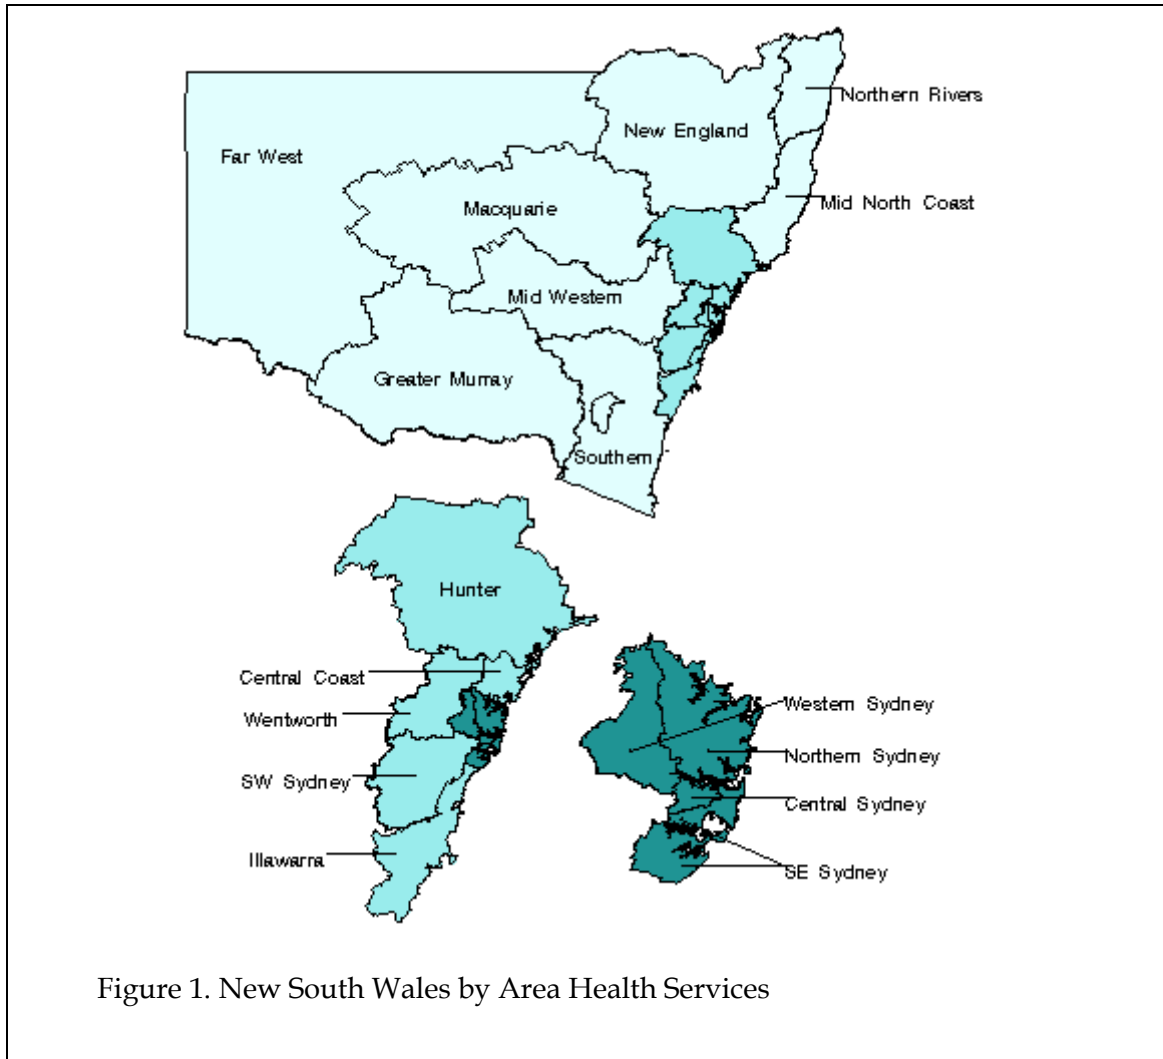 Northern Rivers
New England
Far West
Mid North Coast
Macquarie
Mid Western
Greater Murray
Southern
Hunter
Central Coast
Wentworth
SW Sydney
Illawarra
Western Sydney
Northern Sydney
Central Sydney
SE Sydney
Figure 1. New South Wales by Area Health Services